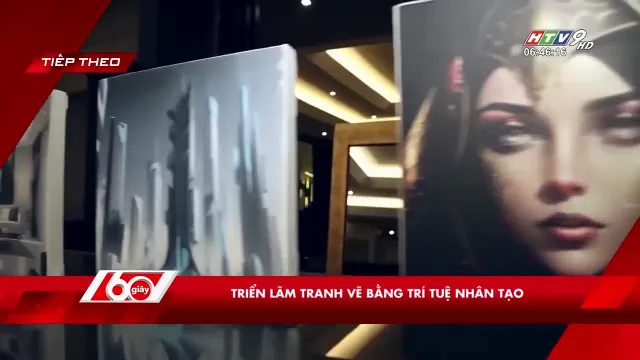 TIẾP THEO
HTV9 HD
06:46:16
60 giây
TRIỂN LÃM TRANH VẼ BẰNG TRÍ TUỆ NHÂN TẠO